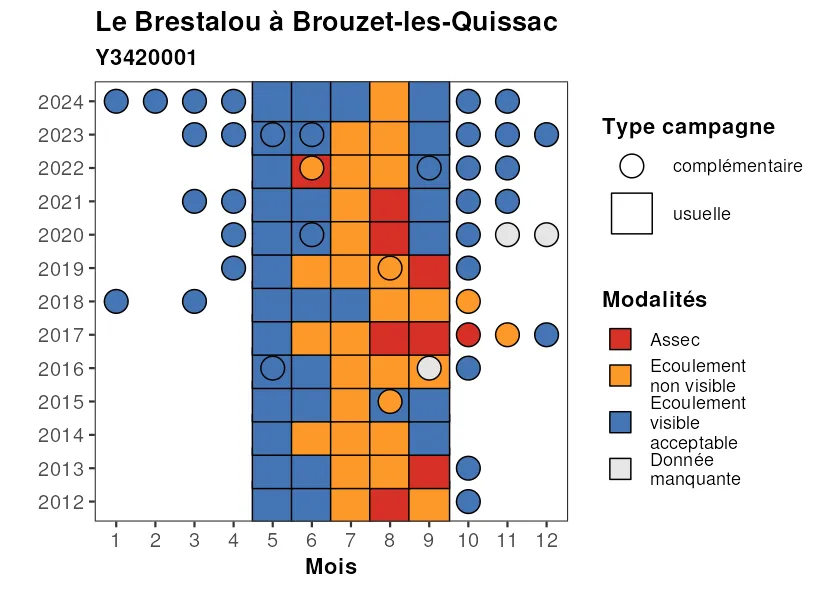 Le Brestalou à Brouzet-les-Quissac
Y3420001
2024
2023
2022
2021
2020
2019
2018
2017
2016
2015
2014
2013
2012
1 2 3 4 5 6 7 8 9 10 11 12
Mois
Type campagne
complémentaire
usuelle
Modalités
Assec
Ecoulement
non visible
Ecoulement
visible
acceptable
Donnée
manquante